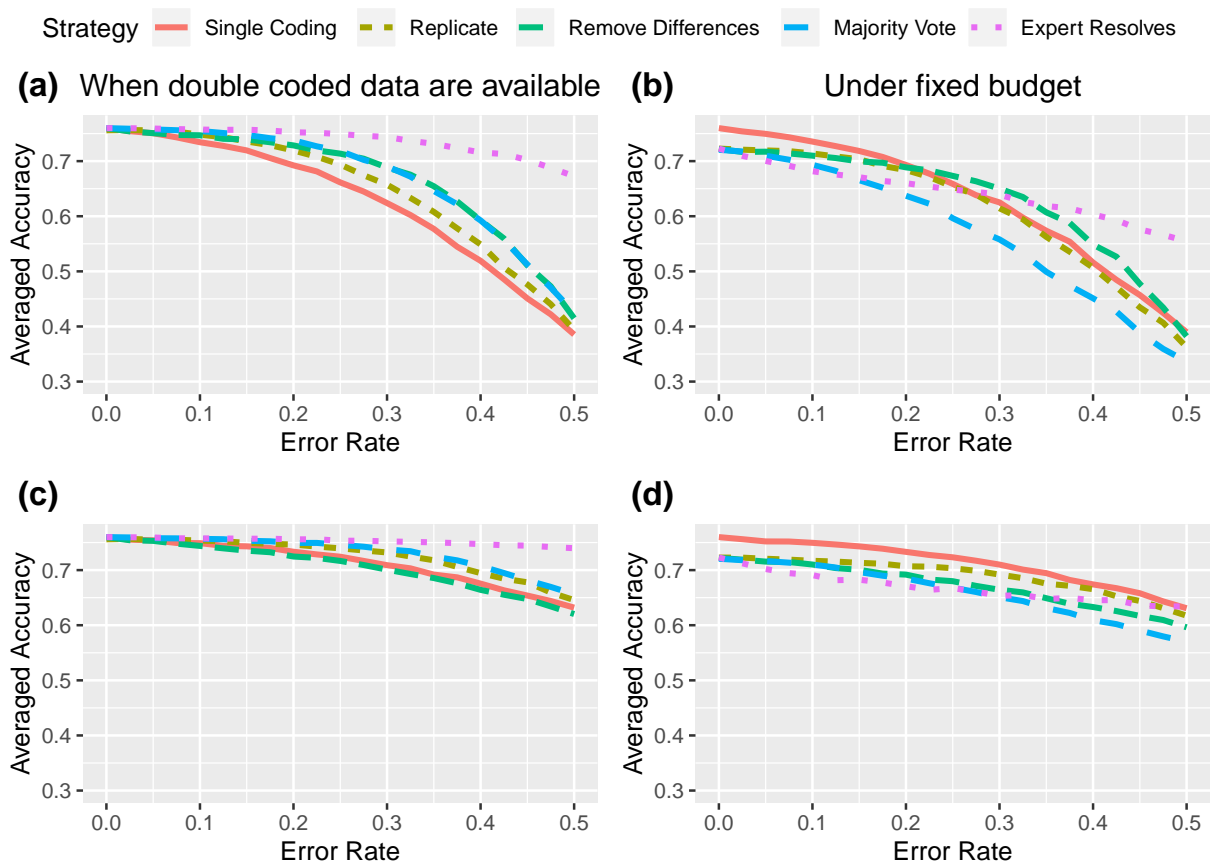 Strategy Single Coding Replicate Remove Differences Majority Vote Expert Resolves
(a) When double coded data are available
(b) Under fixed budget
Averaged Accuracy
0.7
0.6
0.5
0.4
0.3
0.0 0.1 0.2 0.3 0.4 0.5
Error Rate
Averaged Accuracy
0.7
0.6
0.5
0.4
0.3
0.0 0.1 0.2 0.3 0.4 0.5
Error Rate
(c)
(d)
Averaged Accuracy
0.7
0.6
0.5
0.4
0.3
0.0 0.1 0.2 0.3 0.4 0.5
Error Rate
Averaged Accuracy
0.7
0.6
0.5
0.4
0.3
0.0 0.1 0.2 0.3 0.4 0.5
Error Rate